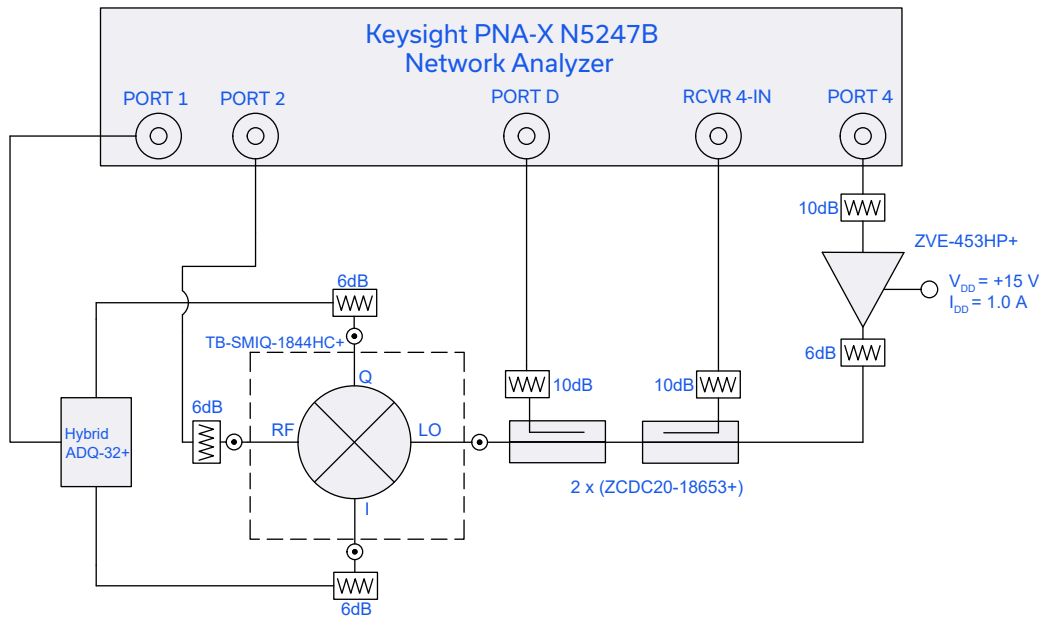 Keysight PNA-X N5247B
Network Analyzer
PORT 1
PORT 2
PORT D
RCVR 4-IN
PORT 4
10dB
ZVE-453HP+
VDD = +15 V
IDD = 1.0 A
6dB
6dB
TB-SMIQ-1844HC+
Q
10dB
10dB
6dB
RF
LO
Hybrid
ADQ-32+
2 x (ZCDC20-18653+)
I
6dB